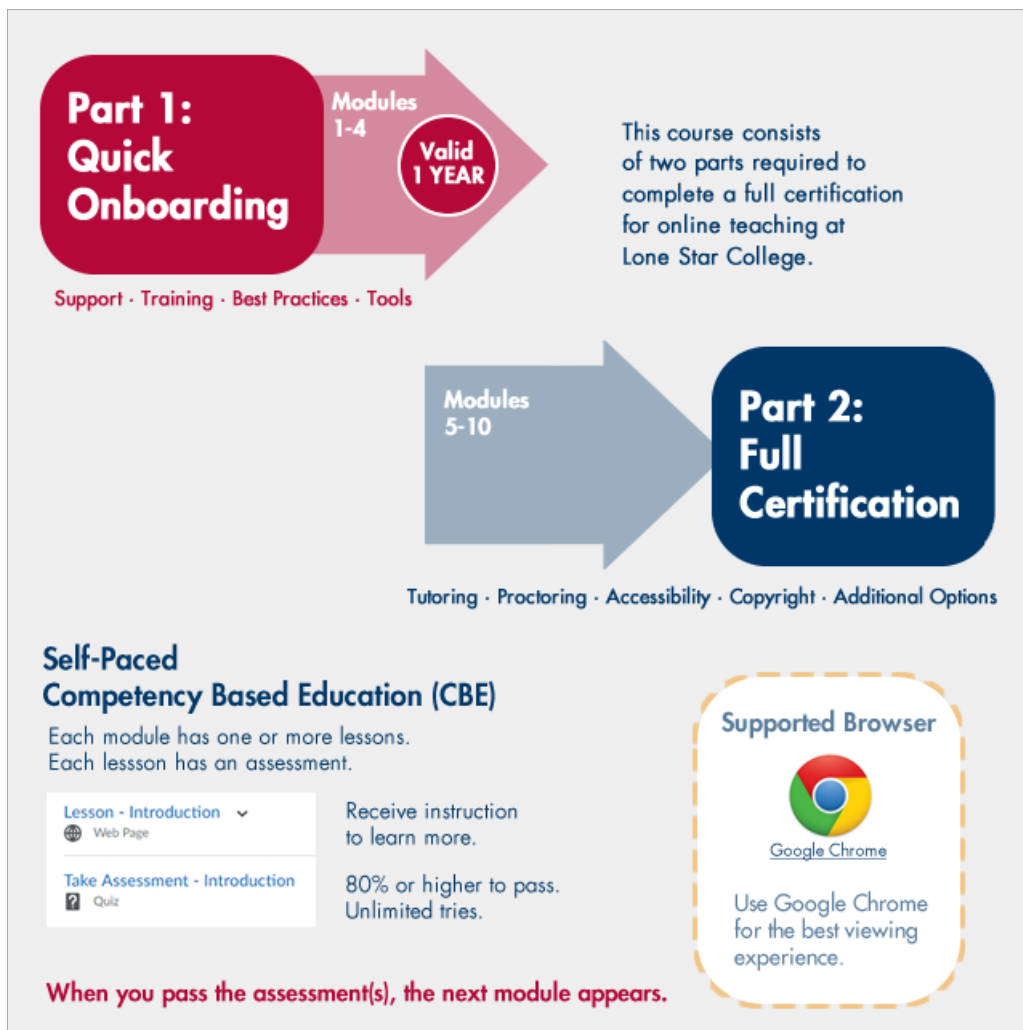 Part 1:
Quick
Onboarding
Modules
1-4
Valid
1 YEAR
This course consists
of two parts required to
complete a full certification
for online teaching at
Lone Star College.
Support · Training · Best Practices · Tools
Modules
5-10
Part 2:
Full
Certification
Tutoring · Proctoring · Accessibility · Copyright · Additional Options
Self-Paced
Competency Based Education (CBE)
Each module has one or more lessons.
Each lessson has an assessment.
Lesson - Introduction
Web Page
Receive instruction
to learn more.
Take Assessment - Introduction
Quiz
80% or higher to pass.
Unlimited tries.
Supported Browser
Google Chrome
Use Google Chrome
for the best viewing
experience.
When you pass the assessment(s), the next module appears.